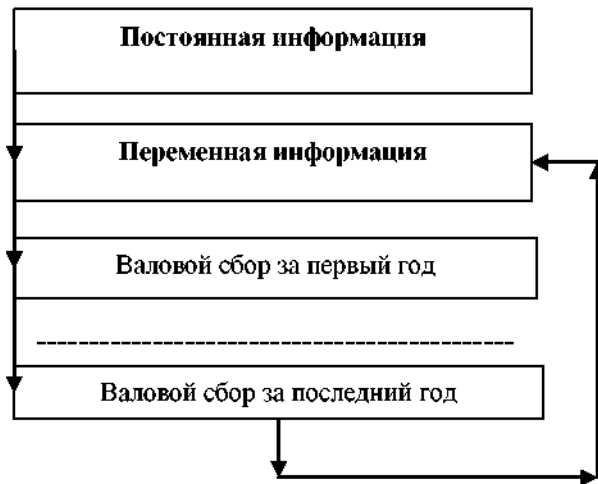 Постоянная информация
Переменная информация
Валовой сбор за первый год
Валовой сбор за последний год